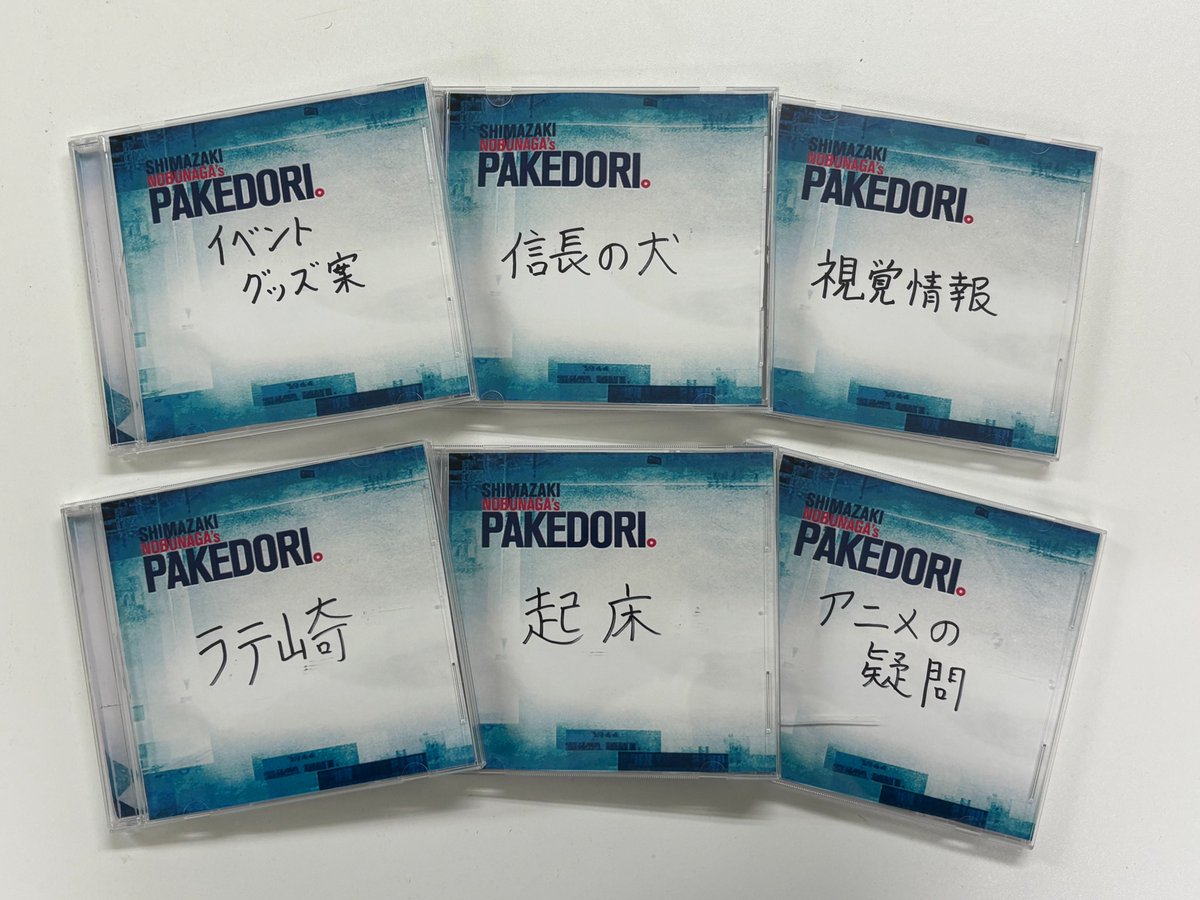 SHIMAZAKI
NOBUNAGA's
PAKEDORI。
イベント
グッズ案
SHIMAZAKI
NOBUNAGA's
PAKEDORI。
信長の犬
SHIMAZAKI
NOBUNAGA's
PAKEDORI。
視覚情報
SHIMAZAKI
NOBUNAGA's
PAKEDORI。
ラテ崎
SHIMAZAKI
NOBUNAGA's
PAKEDORI。
起床
SHIMAZAKI
NOBUNAGA's
PAKEDORI。
アニメの
疑問